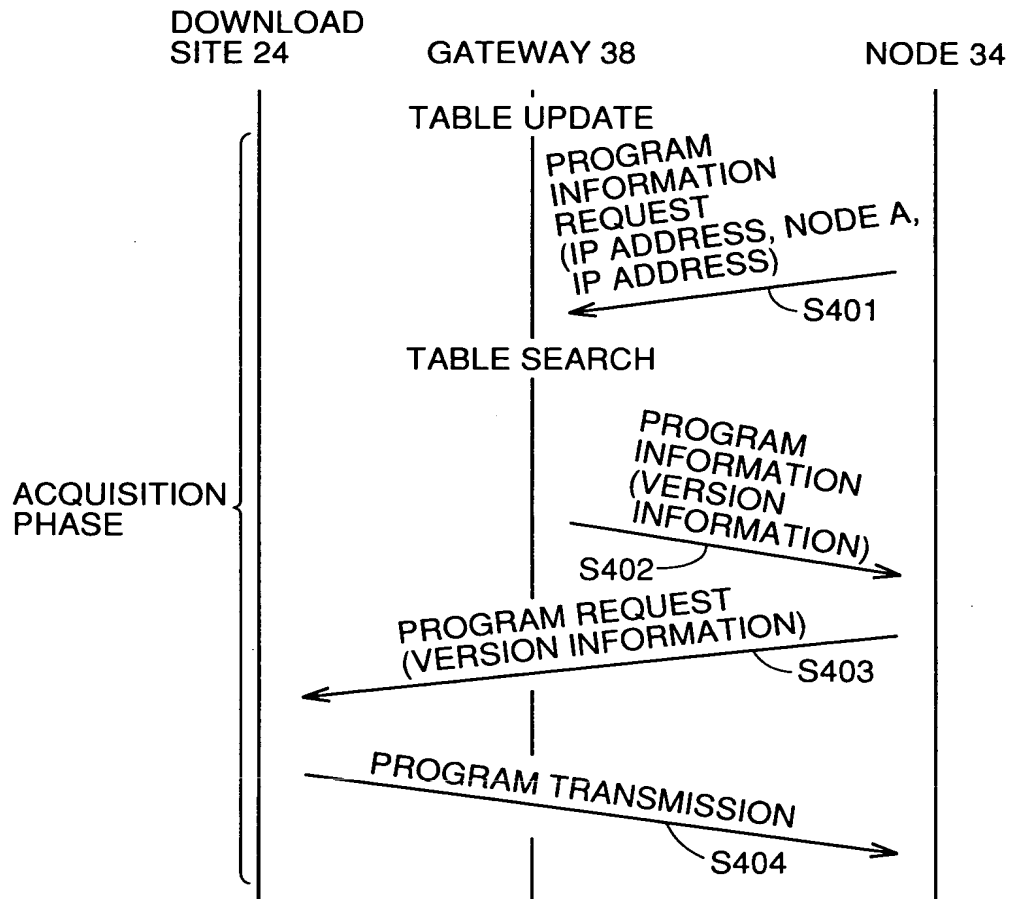 DOWNLOAD
SITE 24
GATEWAY 38
NODE 34
TABLE UPDATE
PROGRAM
INFORMATION
REQUEST
(IP ADDRESS, NODE A,
IP ADDRESS)
S401
TABLE SEARCH
PROGRAM
INFORMATION
(VERSION
INFORMATION)
ACQUISITION
PHASE
S402
PROGRAM REQUEST
(VERSION INFORMATION)
S403
PROGRAM TRANSMISSION
S404